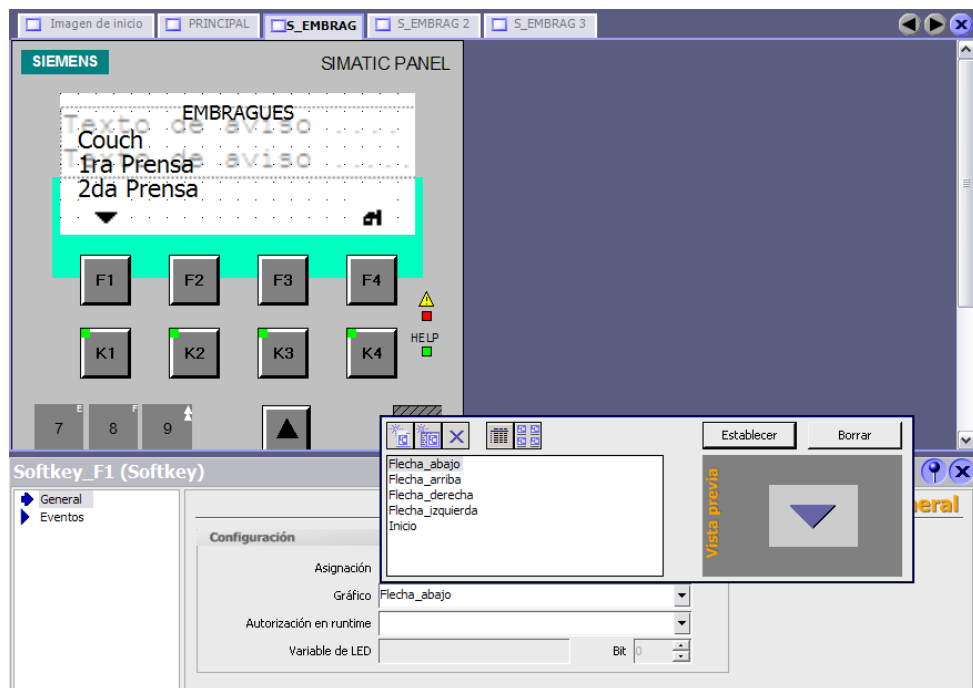 Imagen de inicio PRINCIPAL S_EMBRAG S_EMBRAG 2 S_EMBRAG 3
SIEMENS SIMATIC PANEL
EMBRAGUES
Texto de aviso .....
Couch
Texto de aviso ......
1ra Prensa
2da Prensa
F1 F2 F3 F4
HELP
K1 K2 K3 K4
7 E 8 F 9
Establecer Borrar
Flecha_abajo
Flecha_arriba
Flecha_derecha
Flecha_izquierda
Inicio
Vista previa
Softkey_F1 (Softkey)
General
Eventos
neral
Configuración
Asignación
Gráfico Flecha_abajo
Autorización en runtime
Variable de LED Bit 0